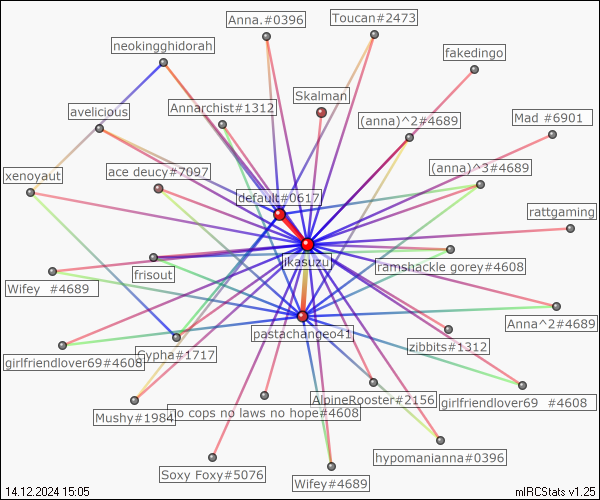 Anna.#0396
Toucan#2473
neokingghidorah
fakedingo
Skalman
Annarchist#1312
avelicious
(anna)^2#4689
Mad #6901
ace deucy#7097
(anna)^3#4689
xenoyaut
default#0617
rattgaming
jkasuzu
ramshackle gorey#4608
frisout
Wifey #4689
Anna^2#4689
pastachangeo41
zibbits#1312
Cypha#1717
girlfriendlover69#4608
AlpineRooster#2156
girlfriendlover69 #4608
no cops no laws no hope#4608
Mushy#1984
hypomanianna#0396
Soxy Foxy#5076
Wifey#4689
14.12.2024 15:05
mIRCStats v1.25